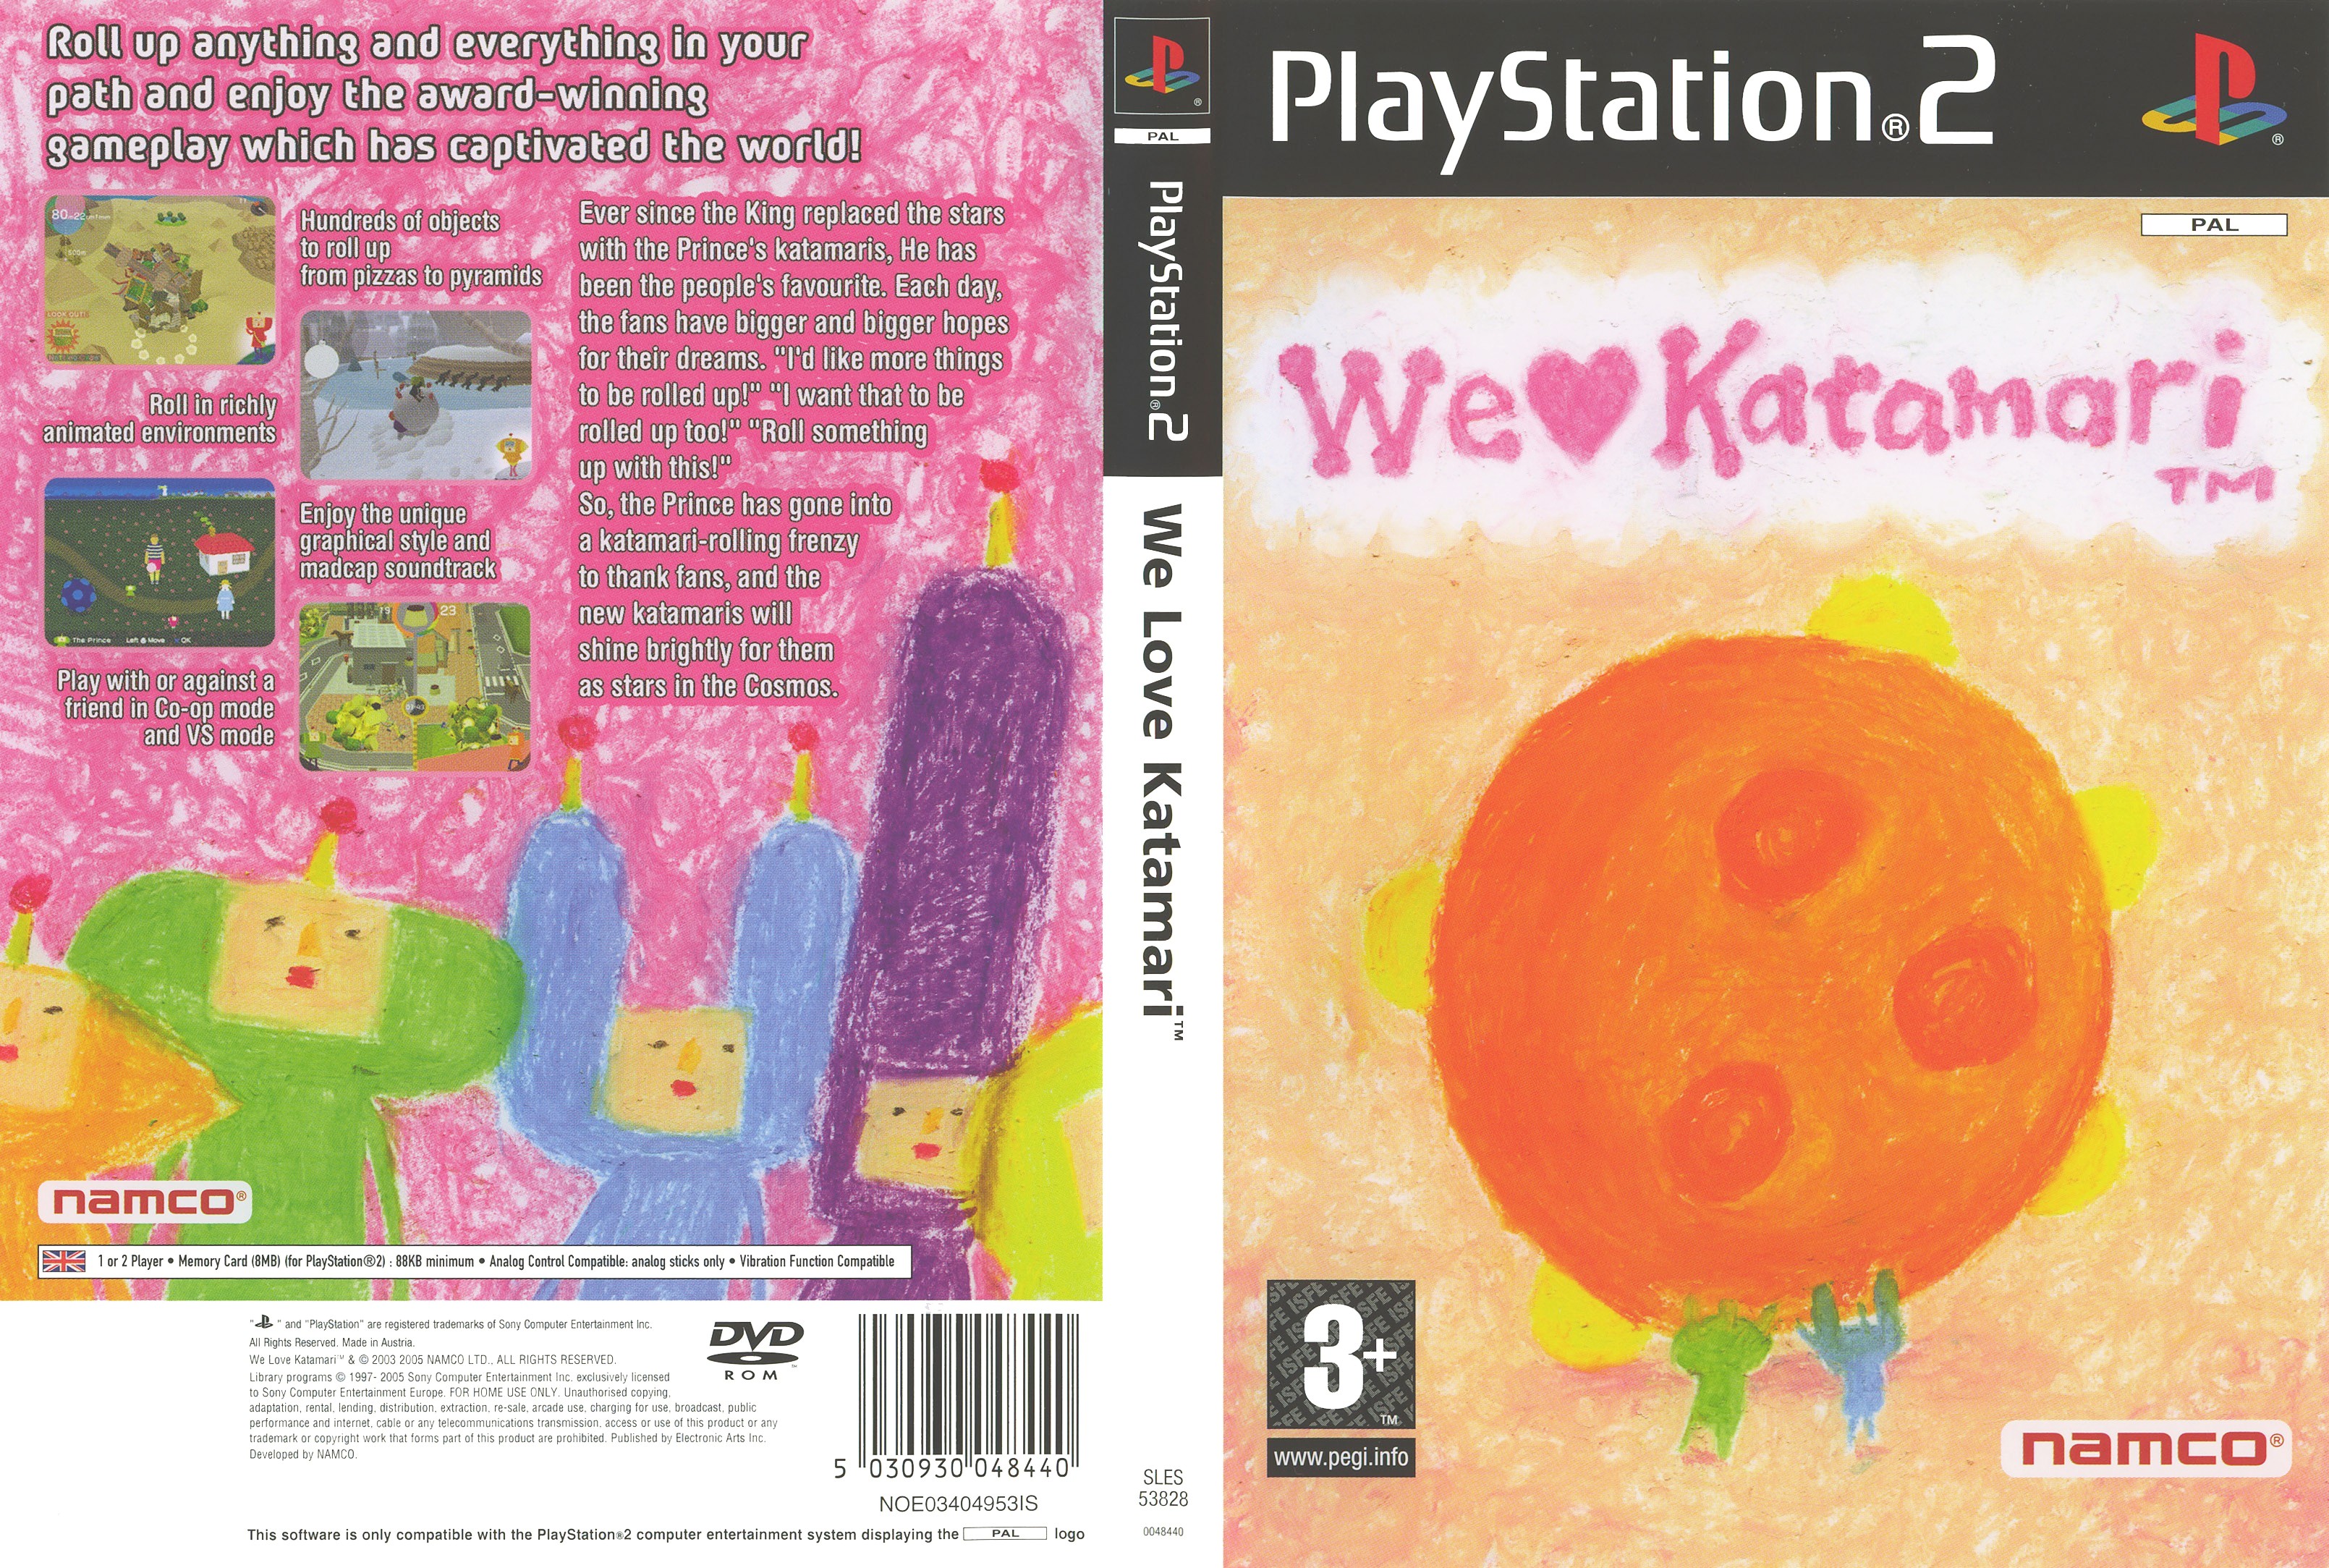 Roll up anything and everything in your
path and enjoy the award-winning
gameplay which has captivated the world!
80m22cm1mm
500m
LOOK OUT!
Hundreds of objects
to roll up
from pizzas to pyramids
Roll in richly
animated environments
Enjoy the unique
graphical style and
madcap soundtrack
The Prince Left & Move OK
19 23
Play with or against a
friend in Co-op mode
and VS mode
Ever since the King replaced the stars
with the Prince's katamaris, He has
been the people's favourite. Each day,
the fans have bigger and bigger hopes
for their dreams. "I'd like more things
to be rolled up!" "I want that to be
rolled up too!" "Roll something
up with this!"
So, the Prince has gone into
a katamari-rolling frenzy
to thank fans, and the
new katamaris will
shine brightly for them
as stars in the Cosmos.
namco®
1 or 2 Player • Memory Card (8MB) (for PlayStation®2) : 88KB minimum • Analog Control Compatible: analog sticks only • Vibration Function Compatible
" " and "PlayStation" are registered trademarks of Sony Computer Entertainment Inc.
All Rights Reserved. Made in Austria.
We Love Katamari™ & © 2003 2005 NAMCO LTD., ALL RIGHTS RESERVED.
Library programs © 1997- 2005 Sony Computer Entertainment Inc. exclusively licensed
to Sony Computer Entertainment Europe. FOR HOME USE ONLY. Unauthorised copying,
adaptation, rental, lending, distribution, extraction, re-sale, arcade use, charging for use, broadcast, public
performance and internet, cable or any telecommunications transmission, access or use of this product or any
trademark or copyright work that forms part of this product are prohibited. Published by Electronic Arts Inc.
Developed by NAMCO.
DVD
ROM
5 030930 048440
NOE03404953IS
This software is only compatible with the PlayStation®2 computer entertainment system displaying the PAL logo
PAL
PlayStation®2
We Love Katamari™
SLES
53828
0048440
PlayStation®2
PAL
We ♥ Katamari
TM
3+
ISFE
TM
www.pegi.info
namco®